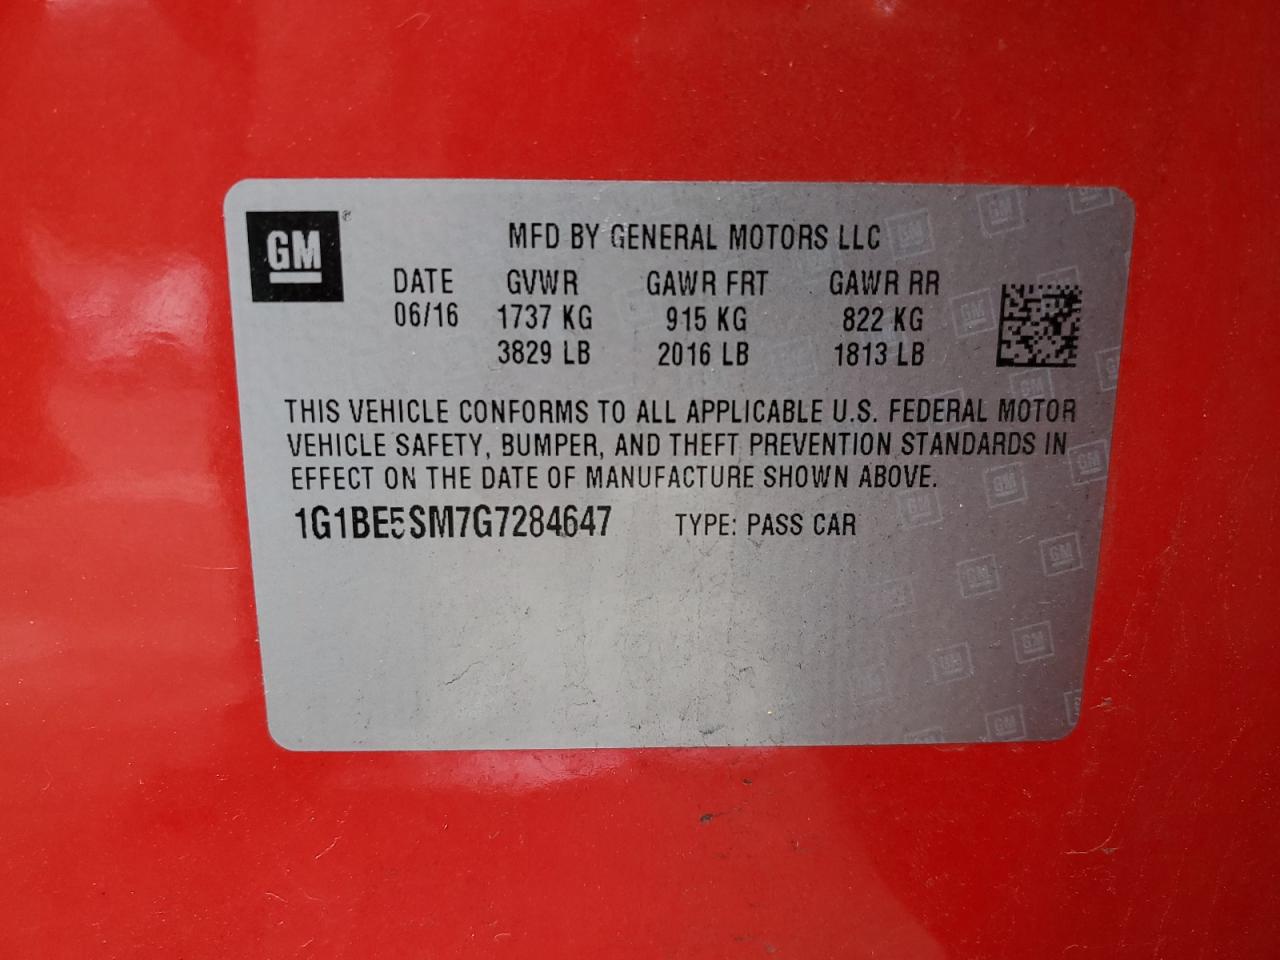 GM
MFD BY GENERAL MOTORS LLC
DATE GVWR GAWR FRT GAWR RR
06/16 1737 KG 915 KG 822 KG
3829 LB 2016 LB 1813 LB
THIS VEHICLE CONFORMS TO ALL APPLICABLE U.S. FEDERAL MOTOR
VEHICLE SAFETY, BUMPER, AND THEFT PREVENTION STANDARDS IN
EFFECT ON THE DATE OF MANUFACTURE SHOWN ABOVE.
1G1BE5SM7G7284647 TYPE: PASS CAR